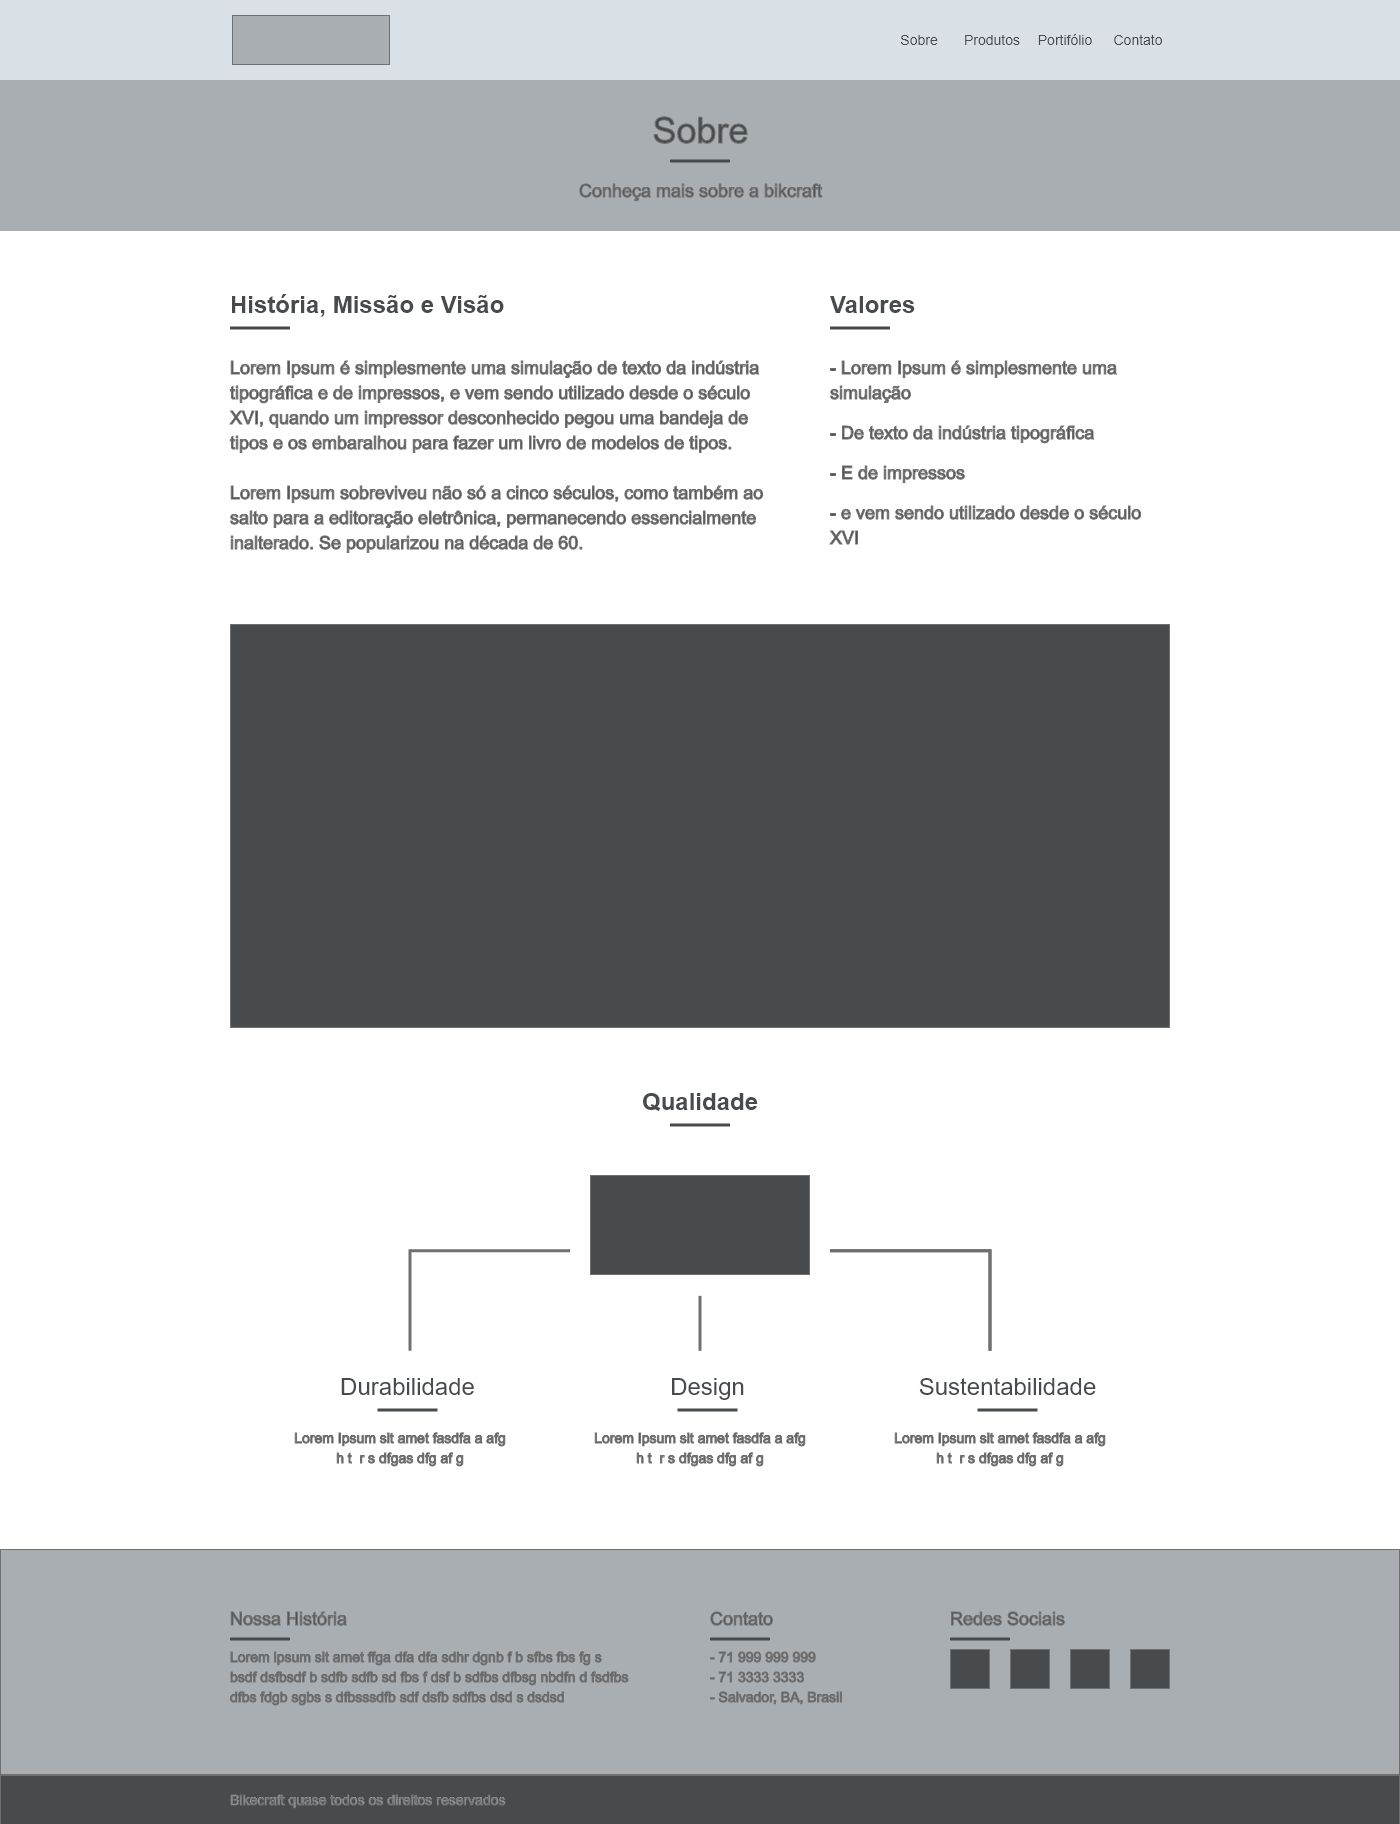 Sobre Produtos Portifólio Contato
Sobre
Conheça mais sobre a bikcraft
História, Missão e Visão
Lorem Ipsum é simplesmente uma simulação de texto da indústria
tipográfica e de impressos, e vem sendo utilizado desde o século
XVI, quando um impressor desconhecido pegou uma bandeja de
tipos e os embaralhou para fazer um livro de modelos de tipos.
Lorem Ipsum sobreviveu não só a cinco séculos, como também ao
salto para a editoração eletrônica, permanecendo essencialmente
inalterado. Se popularizou na década de 60.
Valores
- Lorem Ipsum é simplesmente uma
simulação
- De texto da indústria tipográfica
- E de impressos
- e vem sendo utilizado desde o século
XVI
Qualidade
Durabilidade
Lorem Ipsum sit amet fasdfa a afg
h t r s dfgas dfg af g
Design
Lorem Ipsum sit amet fasdfa a afg
h t r s dfgas dfg af g
Sustentabilidade
Lorem Ipsum sit amet fasdfa a afg
h t r s dfgas dfg af g
Nossa História
Lorem ipsum sit amet ffga dfa dfa sdhr dgnb f b sfbs fbs fg s
bsdf dsfbsdf b sdfb sdfb sd fbs f dsf b sdfbs dfbsg nbdfn d fsdfbs
dfbs fdgb sgbs s dfbsssdfb sdf dsfb sdfbs dsd s dsdsd
Contato
- 71 999 999 999
- 71 3333 3333
- Salvador, BA, Brasil
Redes Sociais
Bikecraft quase todos os direitos reservados